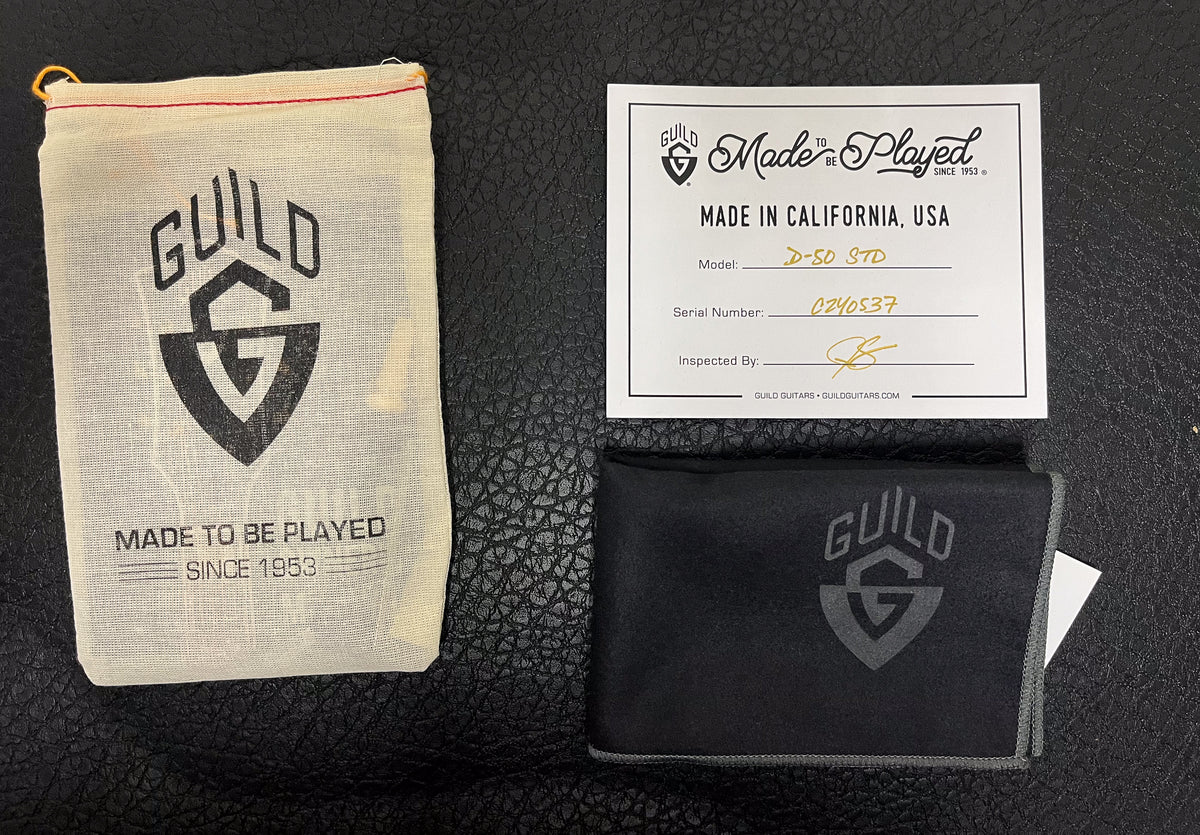 GUILD
G
MADE TO BE PLAYED
SINCE 1953
GUILD
G
Made TO BE Played
SINCE 1953 ®
MADE IN CALIFORNIA, USA
Model: D-50 STD
Serial Number: C240537
Inspected By:
GUILD GUITARS • GUILDGUITARS.COM
GUILD
G